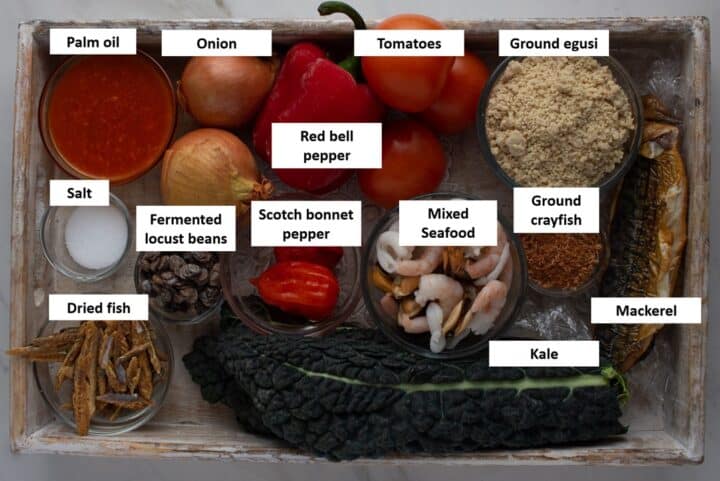 Palm oil
Onion
Tomatoes
Ground egusi
Red bell
pepper
Salt
Fermented
locust beans
Scotch bonnet
pepper
Mixed
Seafood
Ground
crayfish
Dried fish
Mackerel
Kale